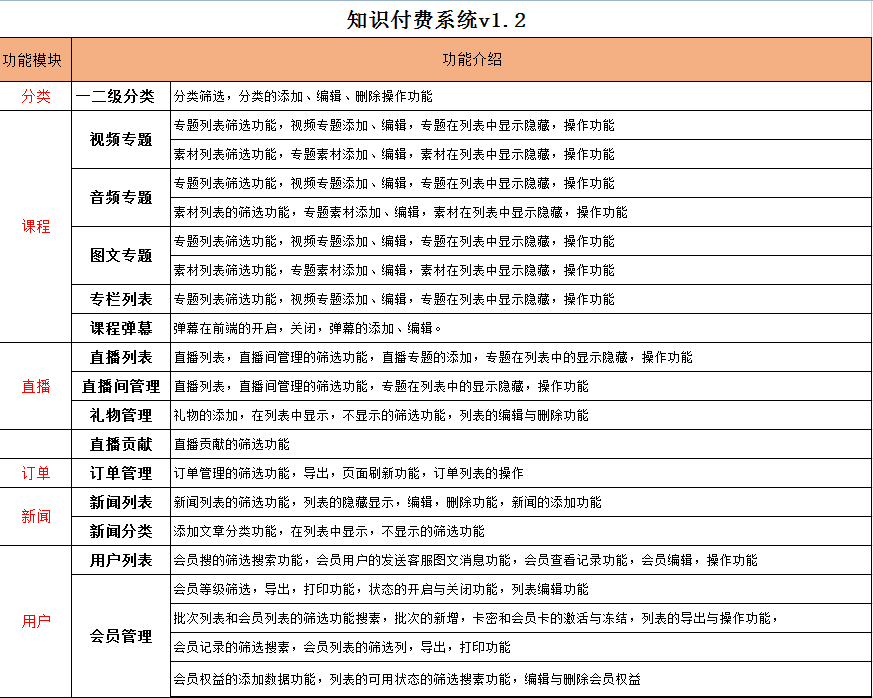 知识付费系统v1.2
功能模块 功能介绍
分类 一二级分类 分类筛选，分类的添加、编辑、删除操作功能
课程 视频专题 专题列表筛选功能，视频专题添加、编辑，专题在列表中显示隐藏，操作功能
素材列表筛选功能，专题素材添加、编辑，素材在列表中显示隐藏，操作功能
音频专题 专题列表筛选功能，视频专题添加、编辑，专题在列表中显示隐藏，操作功能
素材列表的筛选功能，专题素材添加、编辑，素材在列表中显示隐藏，操作功能
图文专题 专题列表筛选功能，视频专题添加、编辑，专题在列表中显示隐藏，操作功能
素材列表筛选功能，专题素材添加、编辑，素材在列表中显示隐藏，操作功能
专栏列表 专题列表筛选功能，视频专题添加、编辑，专题在列表中显示隐藏，操作功能
课程弹幕 弹幕在前端的开启，关闭，弹幕的添加、编辑。
直播 直播列表 直播列表，直播间管理的筛选功能，直播专题的添加，专题在列表中的显示隐藏，操作功能
直播间管理 直播列表，直播间管理的筛选功能，专题在列表中的显示隐藏，操作功能
礼物管理 礼物的添加，在列表中显示，不显示的筛选功能，列表的编辑与删除功能
直播贡献 直播贡献的筛选功能
订单 订单管理 订单管理的筛选功能，导出，页面刷新功能，订单列表的操作
新闻 新闻列表 新闻列表的筛选功能，列表的隐藏显示，编辑，删除功能，新闻的添加功能
新闻分类 添加文章分类功能，在列表中显示，不显示的筛选功能
用户 用户列表 会员搜的筛选搜索功能，会员用户的发送客服图文消息功能，会员查看记录功能，会员编辑，操作功能
会员管理 会员等级筛选，导出，打印功能，状态的开启与关闭功能，列表编辑功能
批次列表和会员列表的筛选功能搜素，批次的新增，卡密和会员卡的激活与冻结，列表的导出与操作功能，
会员记录的筛选搜素，会员列表的筛选列，导出，打印功能
会员权益的添加数据功能，列表的可用状态的筛选搜素功能，编辑与删除会员权益